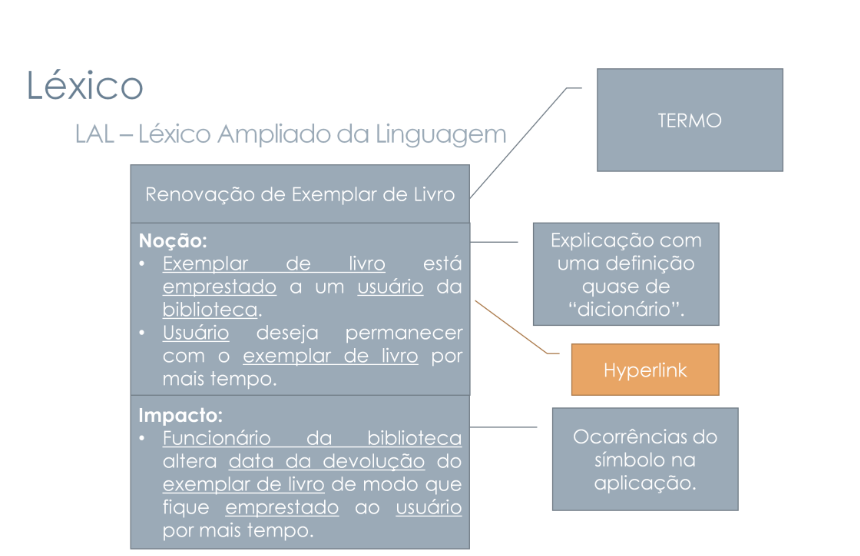 Léxico
LAL – Léxico Ampliado da Linguagem
TERMO
Renovação de Exemplar de Livro
Noção:
• Exemplar de livro está
emprestado a um usuário da
biblioteca.
• Usuário deseja permanecer
com o exemplar de livro por
mais tempo.
Explicação com
uma definição
quase de
“dicionário”.
Hyperlink
Impacto:
• Funcionário da biblioteca
altera data da devolução do
exemplar de livro de modo que
fique emprestado ao usuário
por mais tempo.
Ocorrências do
símbolo na
aplicação.